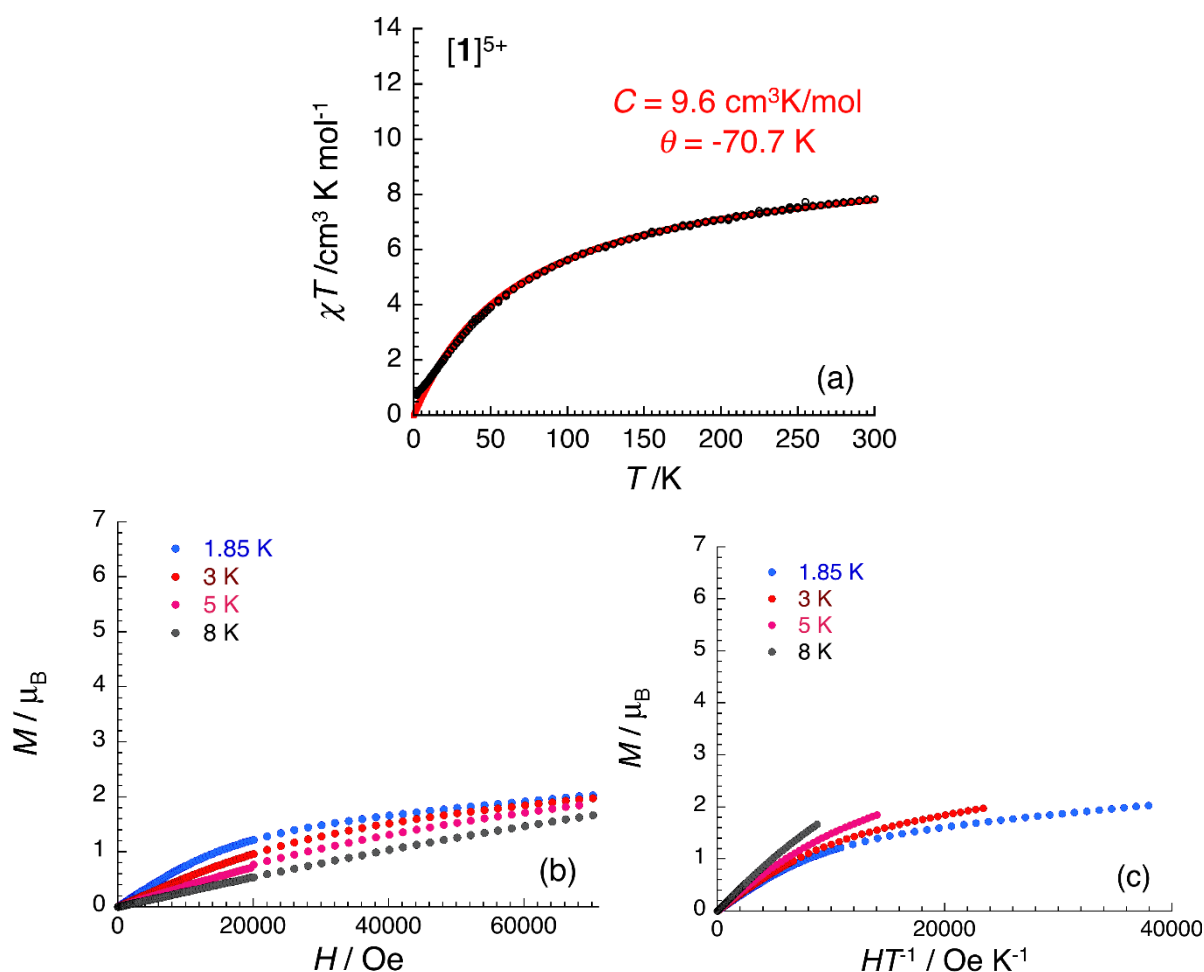 [1]⁵⁺
C = 9.6 cm³K/mol
θ = -70.7 K
14
12
10
8
6
4
2
0
χT /cm³ K mol⁻¹
(a)
0 50 100 150 200 250 300
T /K
7
6
5
4
3
2
1
0
M / μ_B
1.85 K
3 K
5 K
8 K
(b)
0 20000 40000 60000
H / Oe
7
6
5
4
3
2
1
0
M / μ_B
1.85 K
3 K
5 K
8 K
(c)
0 20000 40000
HT⁻¹ / Oe K⁻¹